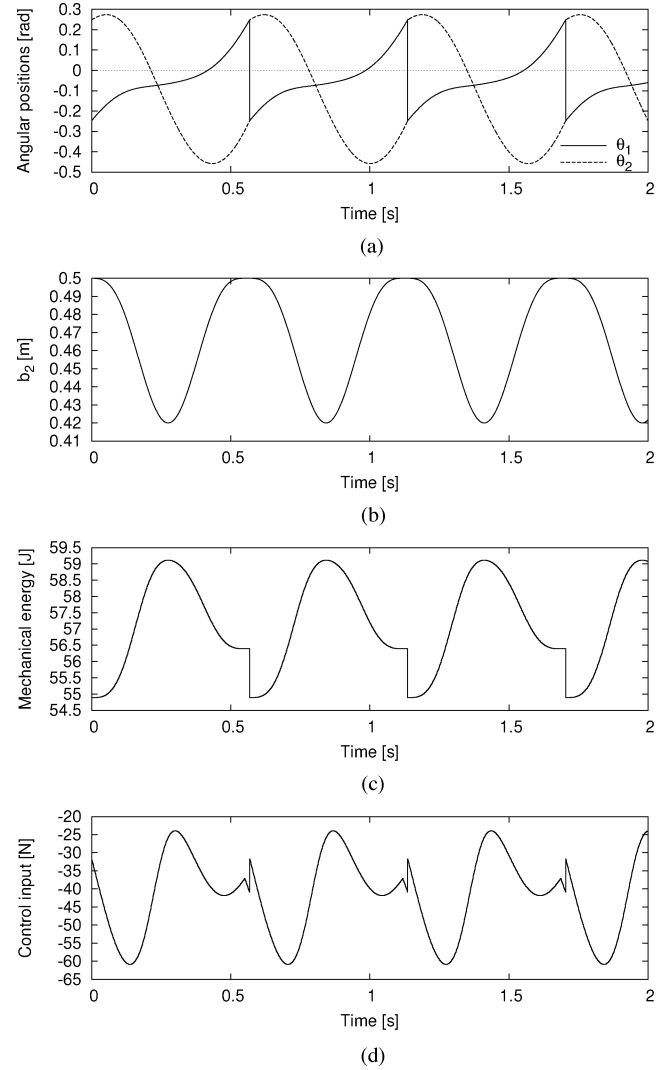 0.3
0.2
0.1
0
-0.1
-0.2
-0.3
-0.4
-0.5
Angular positions [rad]
θ1
θ2
0 0.5 1 1.5 2
Time [s]
(a)
0.5
0.49
0.48
0.47
0.46
0.45
0.44
0.43
0.42
0.41
b2 [m]
0 0.5 1 1.5 2
Time [s]
(b)
59.5
59
58.5
58
57.5
57
56.5
56
55.5
55
54.5
Mechanical energy [J]
0 0.5 1 1.5 2
Time [s]
(c)
-20
-25
-30
-35
-40
-45
-50
-55
-60
-65
Control input [N]
0 0.5 1 1.5 2
Time [s]
(d)